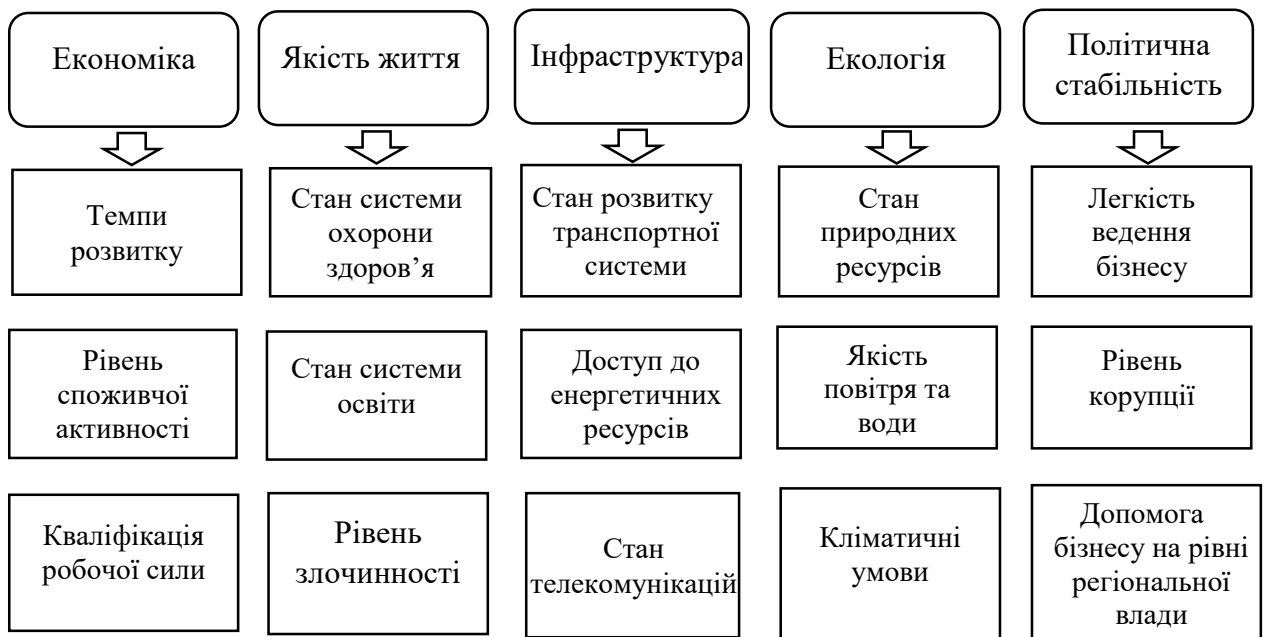 Економіка
Якість життя
Інфраструктура
Екологія
Політична
стабільність
Темпи
розвитку
Стан системи
охорони
здоров’я
Стан розвитку
транспортної
системи
Стан
природних
ресурсів
Легкість
ведення
бізнесу
Рівень
споживчої
активності
Стан системи
освіти
Доступ до
енергетичних
ресурсів
Якість
повітря та
води
Рівень
корупції
Кваліфікація
робочої сили
Рівень
злочинності
Стан
телекомунікацій
Кліматичні
умови
Допомога
бізнесу на рівні
регіональної
влади